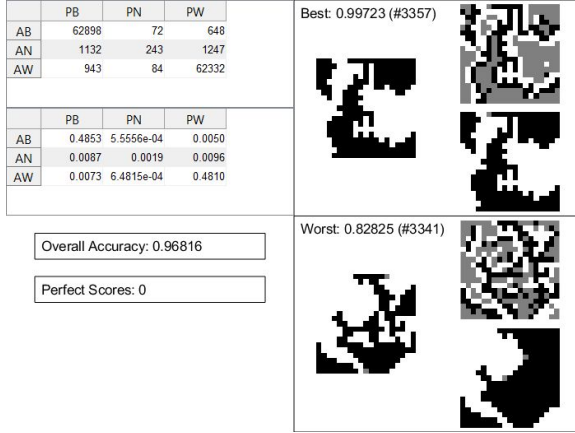 PB PN PW
AB 62898 72 648
AN 1132 243 1247
AW 943 84 62332
PB PN PW
AB 0.4853 5.5556e-04 0.0050
AN 0.0087 0.0019 0.0096
AW 0.0073 6.4815e-04 0.4810
Overall Accuracy: 0.96816
Perfect Scores: 0
Best: 0.99723 (#3357)
Worst: 0.82825 (#3341)